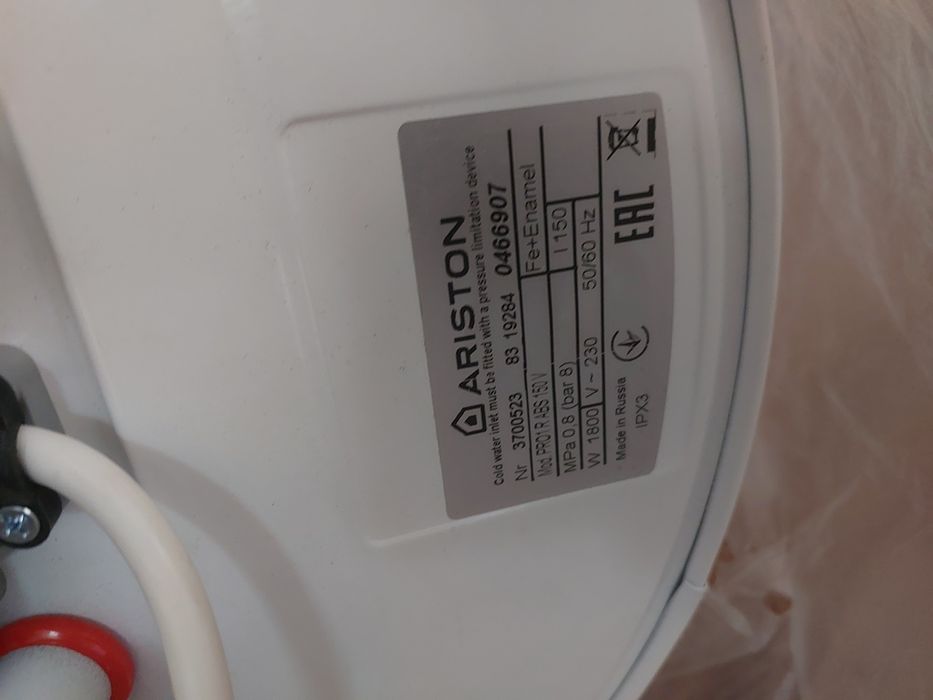 ARISTON
Cold water inlet must be fitted with a pressure limitation device
Nr 3700523 83 19284 0466907
Mod. PRO1 R ABS 150 V Fe+Enamel
MPa 0,8 (bar 8) l 150
W 1800 V ~ 230 50/60 Hz
Made in Russia
IPX3
EAC